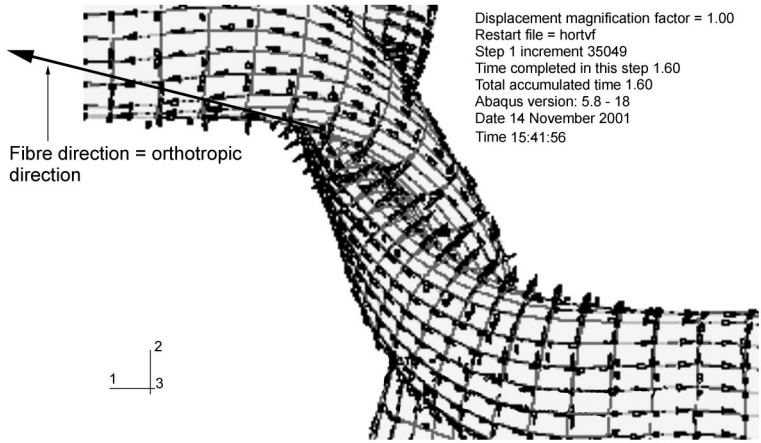 Displacement magnification factor = 1.00
Restart file = hortvf
Step 1 increment 35049
Time completed in this step 1.60
Total accumulated time 1.60
Abaqus version: 5.8 - 18
Date 14 November 2001
Time 15:41:56
Fibre direction = orthotropic
direction
2
1
3